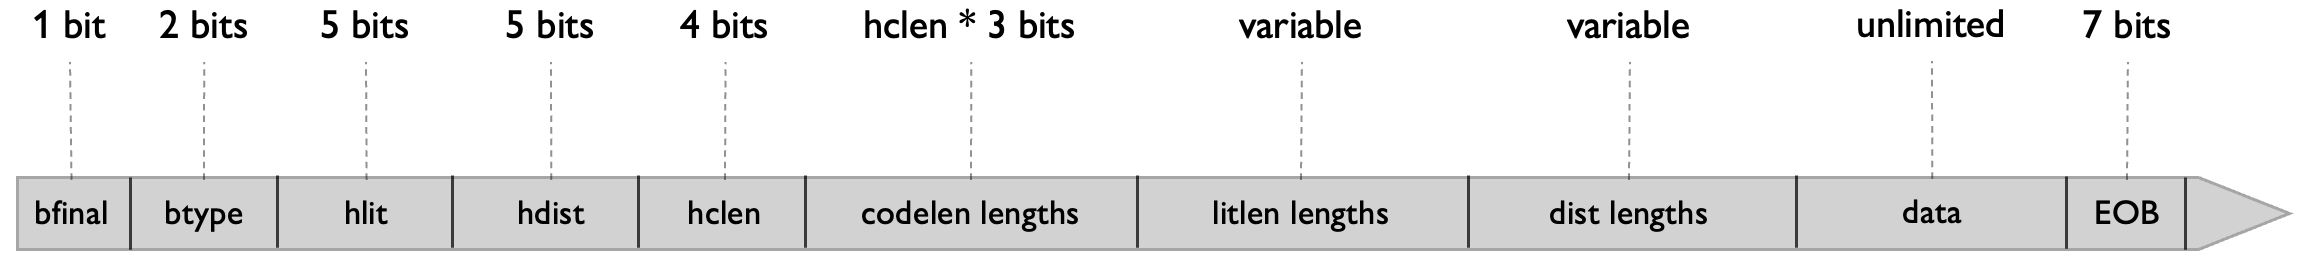 1 bit 2 bits 5 bits 5 bits 4 bits hclen * 3 bits variable variable unlimited 7 bits
bfinal btype hlit hdist hclen codelen lengths litlen lengths dist lengths data EOB